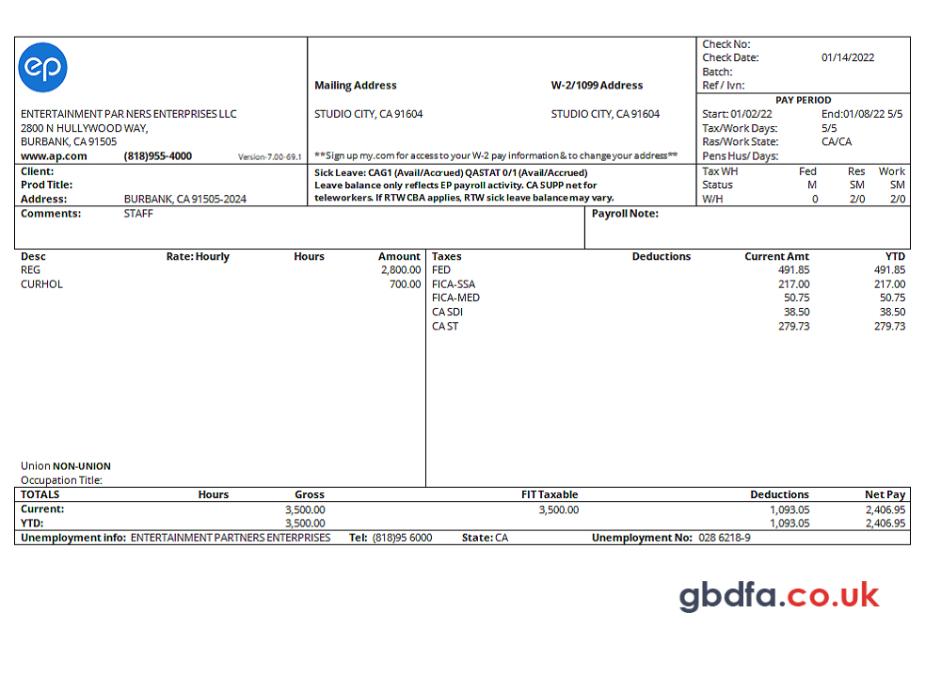 ep
Check No:
Check Date: 01/14/2022
Batch:
Mailing Address W-2/1099 Address Ref / Ivn:
PAY PERIOD
ENTERTAINMENT PAR NERS ENTERPRISES LLC STUDIO CITY, CA 91604 STUDIO CITY, CA 91604 Start: 01/02/22 End:01/08/22 5/5
2800 N HULLYWOOD WAY, Tax/Work Days: 5/5
BURBANK, CA 91505 Ras/Work State: CA/CA
www.ap.com (818)955-4000 Version-7.00-69.1 **Sign up my.com for access to your W-2 pay information & to change your address** Pens Hus/ Days:
Client: Sick Leave: CAG1 (Avail/Accrued) QASTAT 0/1 (Avail/Accrued) Tax WH Fed Res Work
Prod Title: Leave balance only reflects EP payroll activity. CA SUPP net for Status M SM SM
Address: BURBANK, CA 91505-2024 teleworkers. if RTW CBA applies, RTW sick leave balance may vary. W/H 0 2/0 2/0
Comments: STAFF Payroll Note:
Desc Rate: Hourly Hours Amount Taxes Deductions Current Amt YTD
REG 2,800.00 FED 491.85 491.85
CURHOL 700.00 FICA-SSA 217.00 217.00
FICA-MED 50.75 50.75
CA SDI 38.50 38.50
CA ST 279.73 279.73
Union NON-UNION
Occupation Title:
TOTALS Hours Gross FIT Taxable Deductions Net Pay
Current: 3,500.00 3,500.00 1,093.05 2,406.95
YTD: 3,500.00 1,093.05 2,406.95
Unemployment info: ENTERTAINMENT PARTNERS ENTERPRISES Tel: (818)95 6000 State: CA Unemployment No: 028 6218-9
gbdfa.co.uk